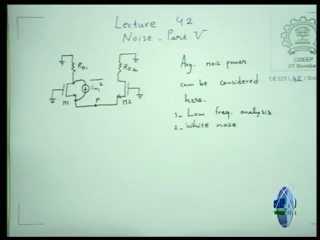 Lecture 42
Noise - Part V
Avg. nois power
can be considered
here.
1- Low freq. analysis
2- White noise
RD1
RD2
M1
P
M2
CDEEP
IIT Bombay